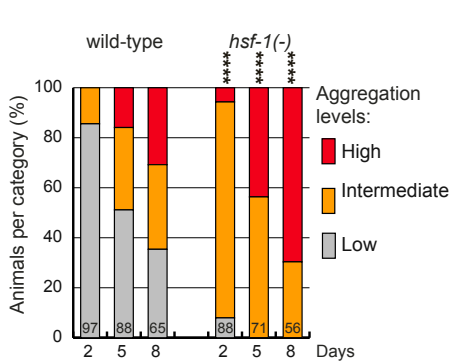 wild-type
hsf-1(-)
**** **** ****
Animals per category (%)
100
80
60
40
20
0
97 88 65 88 71 56
2 5 8 2 5 8 Days
Aggregation
levels:
High
Intermediate
Low